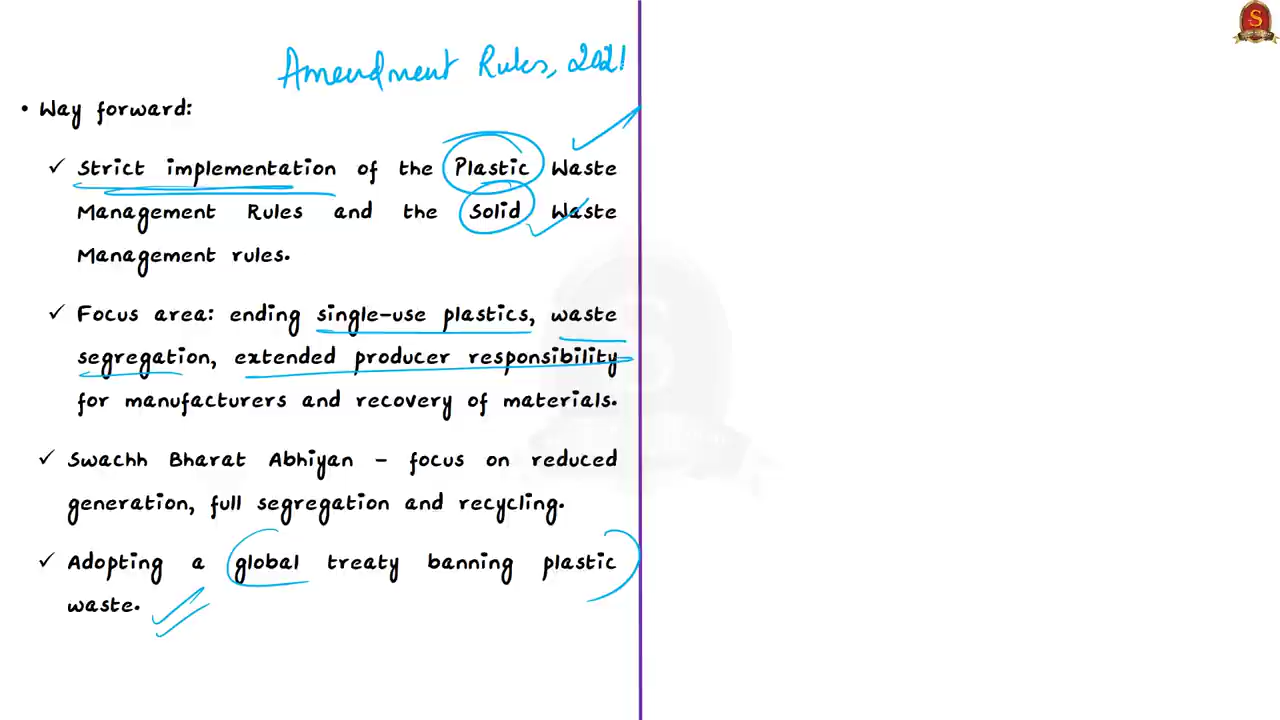 Amendment Rules, 2021
• Way forward:
✓ Strict implementation of the Plastic Waste
Management Rules and the Solid Waste
Management rules.
✓ Focus area: ending single-use plastics, waste
segregation, extended producer responsibility
for manufacturers and recovery of materials.
✓ Swachh Bharat Abhiyan – focus on reduced
generation, full segregation and recycling.
✓ Adopting a global treaty banning plastic
waste.
S